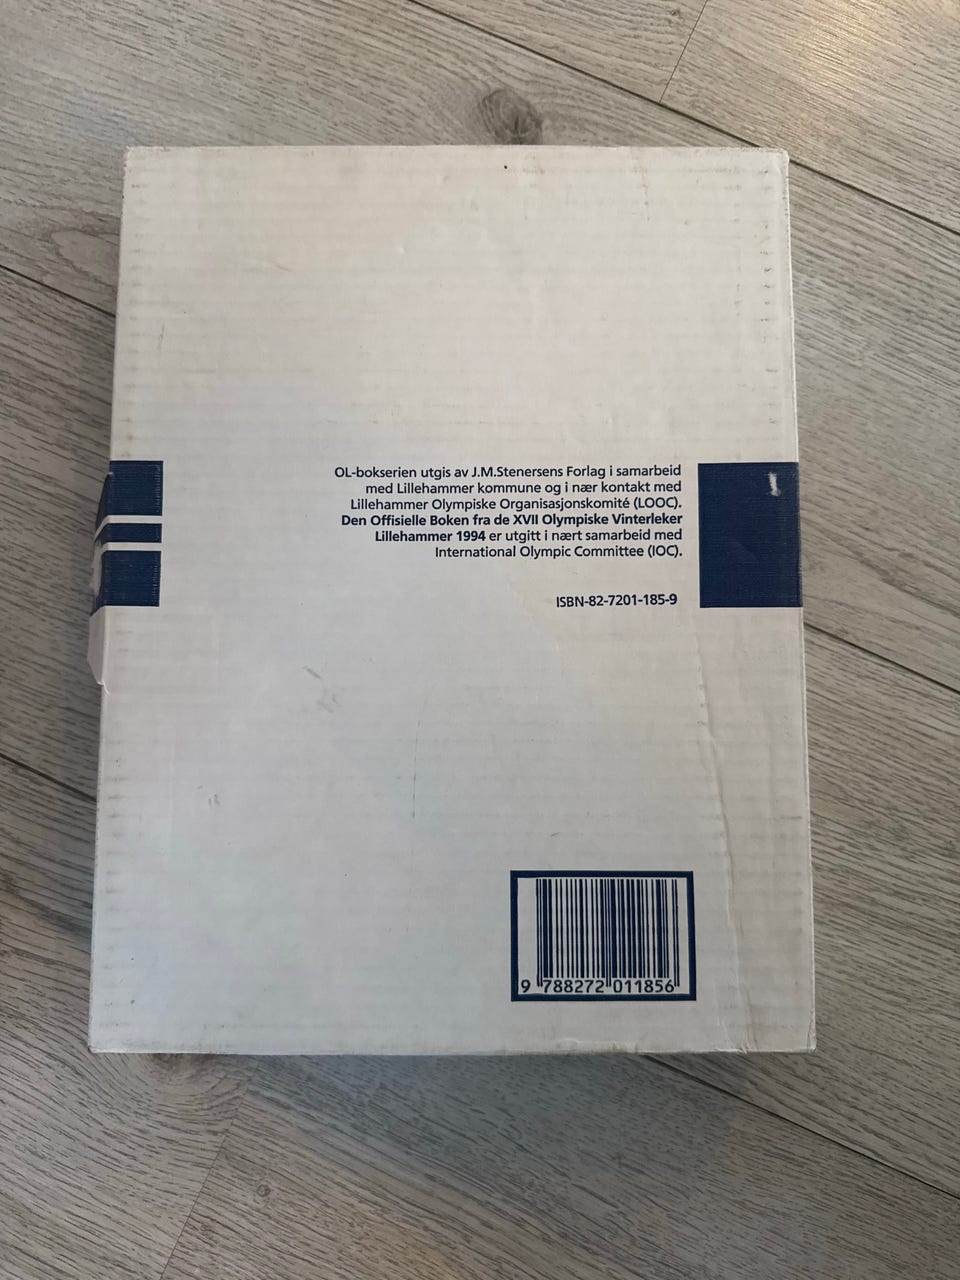 OL-bokserien utgis av J.M.Stenersens Forlag i samarbeid
med Lillehammer kommune og i nær kontakt med
Lillehammer Olympiske Organisasjonskomité (LOOC).
Den Offisielle Boken fra de XVII Olympiske Vinterleker
Lillehammer 1994 er utgitt i nært samarbeid med
International Olympic Committee (IOC).
ISBN-82-7201-185-9
9 788272 011856